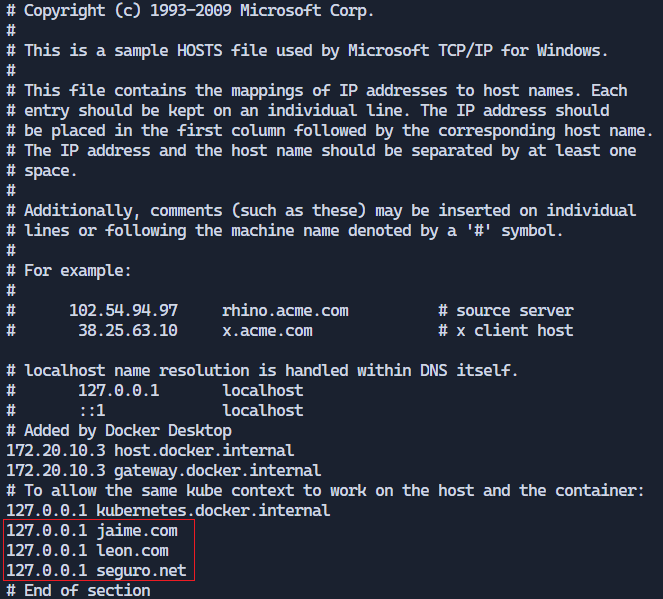 # Copyright (c) 1993-2009 Microsoft Corp.
#
# This is a sample HOSTS file used by Microsoft TCP/IP for Windows.
#
# This file contains the mappings of IP addresses to host names. Each
# entry should be kept on an individual line. The IP address should
# be placed in the first column followed by the corresponding host name.
# The IP address and the host name should be separated by at least one
# space.
#
# Additionally, comments (such as these) may be inserted on individual
# lines or following the machine name denoted by a '#' symbol.
#
# For example:
#
#      102.54.94.97     rhino.acme.com          # source server
#       38.25.63.10     x.acme.com              # x client host

# localhost name resolution is handled within DNS itself.
#       127.0.0.1       localhost
#       ::1             localhost
# Added by Docker Desktop
172.20.10.3 host.docker.internal
172.20.10.3 gateway.docker.internal
# To allow the same kube context to work on the host and the container:
127.0.0.1 kubernetes.docker.internal
127.0.0.1 jaime.com
127.0.0.1 leon.com
127.0.0.1 seguro.net
# End of section